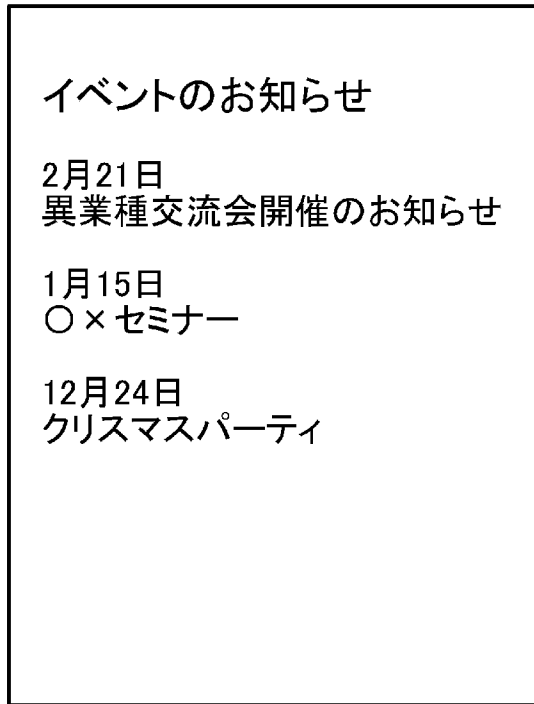 イベントのお知らせ
2月21日
異業種交流会開催のお知らせ
1月15日
○×セミナー
12月24日
クリスマスパーティ